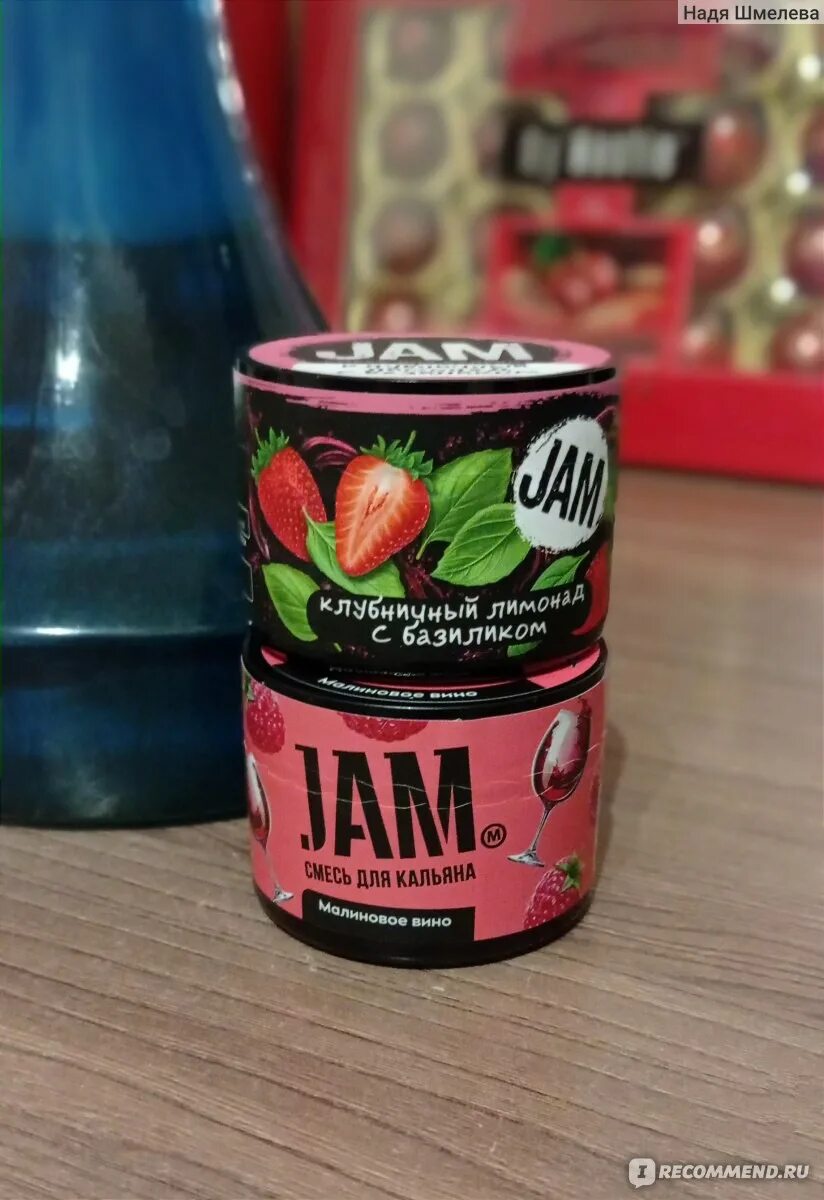 Надя Шмелева
JAM
JAM
клубничный лимонад
с базиликом
Малиновое вино
JAM
М
СМЕСЬ ДЛЯ КАЛЬЯНА
Малиновое вино
I RECOMMEND.RU